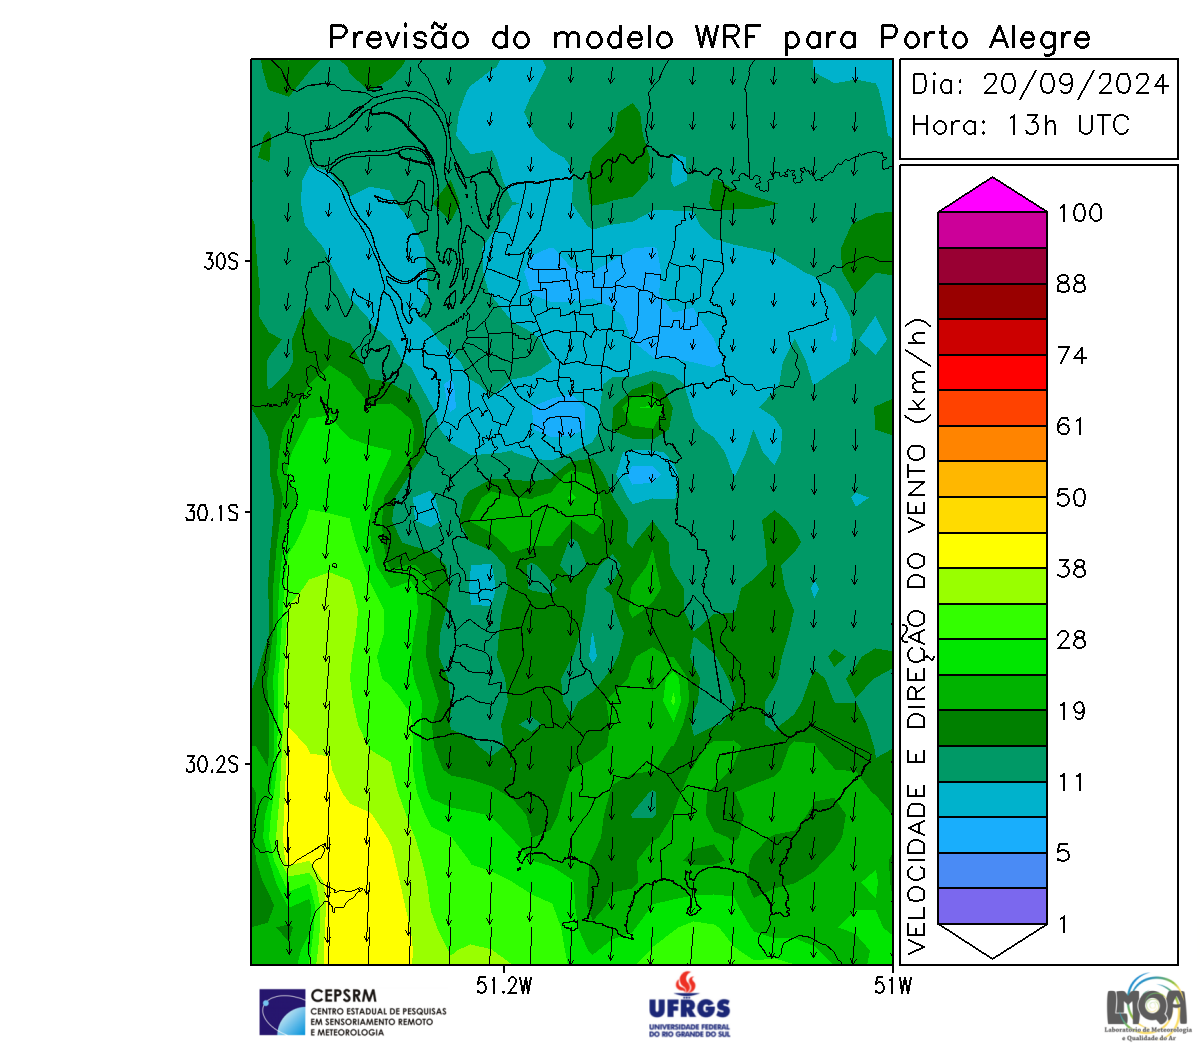 Previsão do modelo WRF para Porto Alegre
Dia: 20/09/2024
Hora: 13h UTC
100
88
74
61
50
38
28
19
11
5
1
VELOCIDADE E DIREÇÃO DO VENTO (km/h)
30S
30.1S
30.2S
51.2W
51W
CEPSRM
CENTRO ESTADUAL DE PESQUISAS
EM SENSORIAMENTO REMOTO
E METEOROLOGIA
UFRGS
UNIVERSIDADE FEDERAL
DO RIO GRANDE DO SUL
LMQA
Laboratório de Meteorologia
e Qualidade do Ar